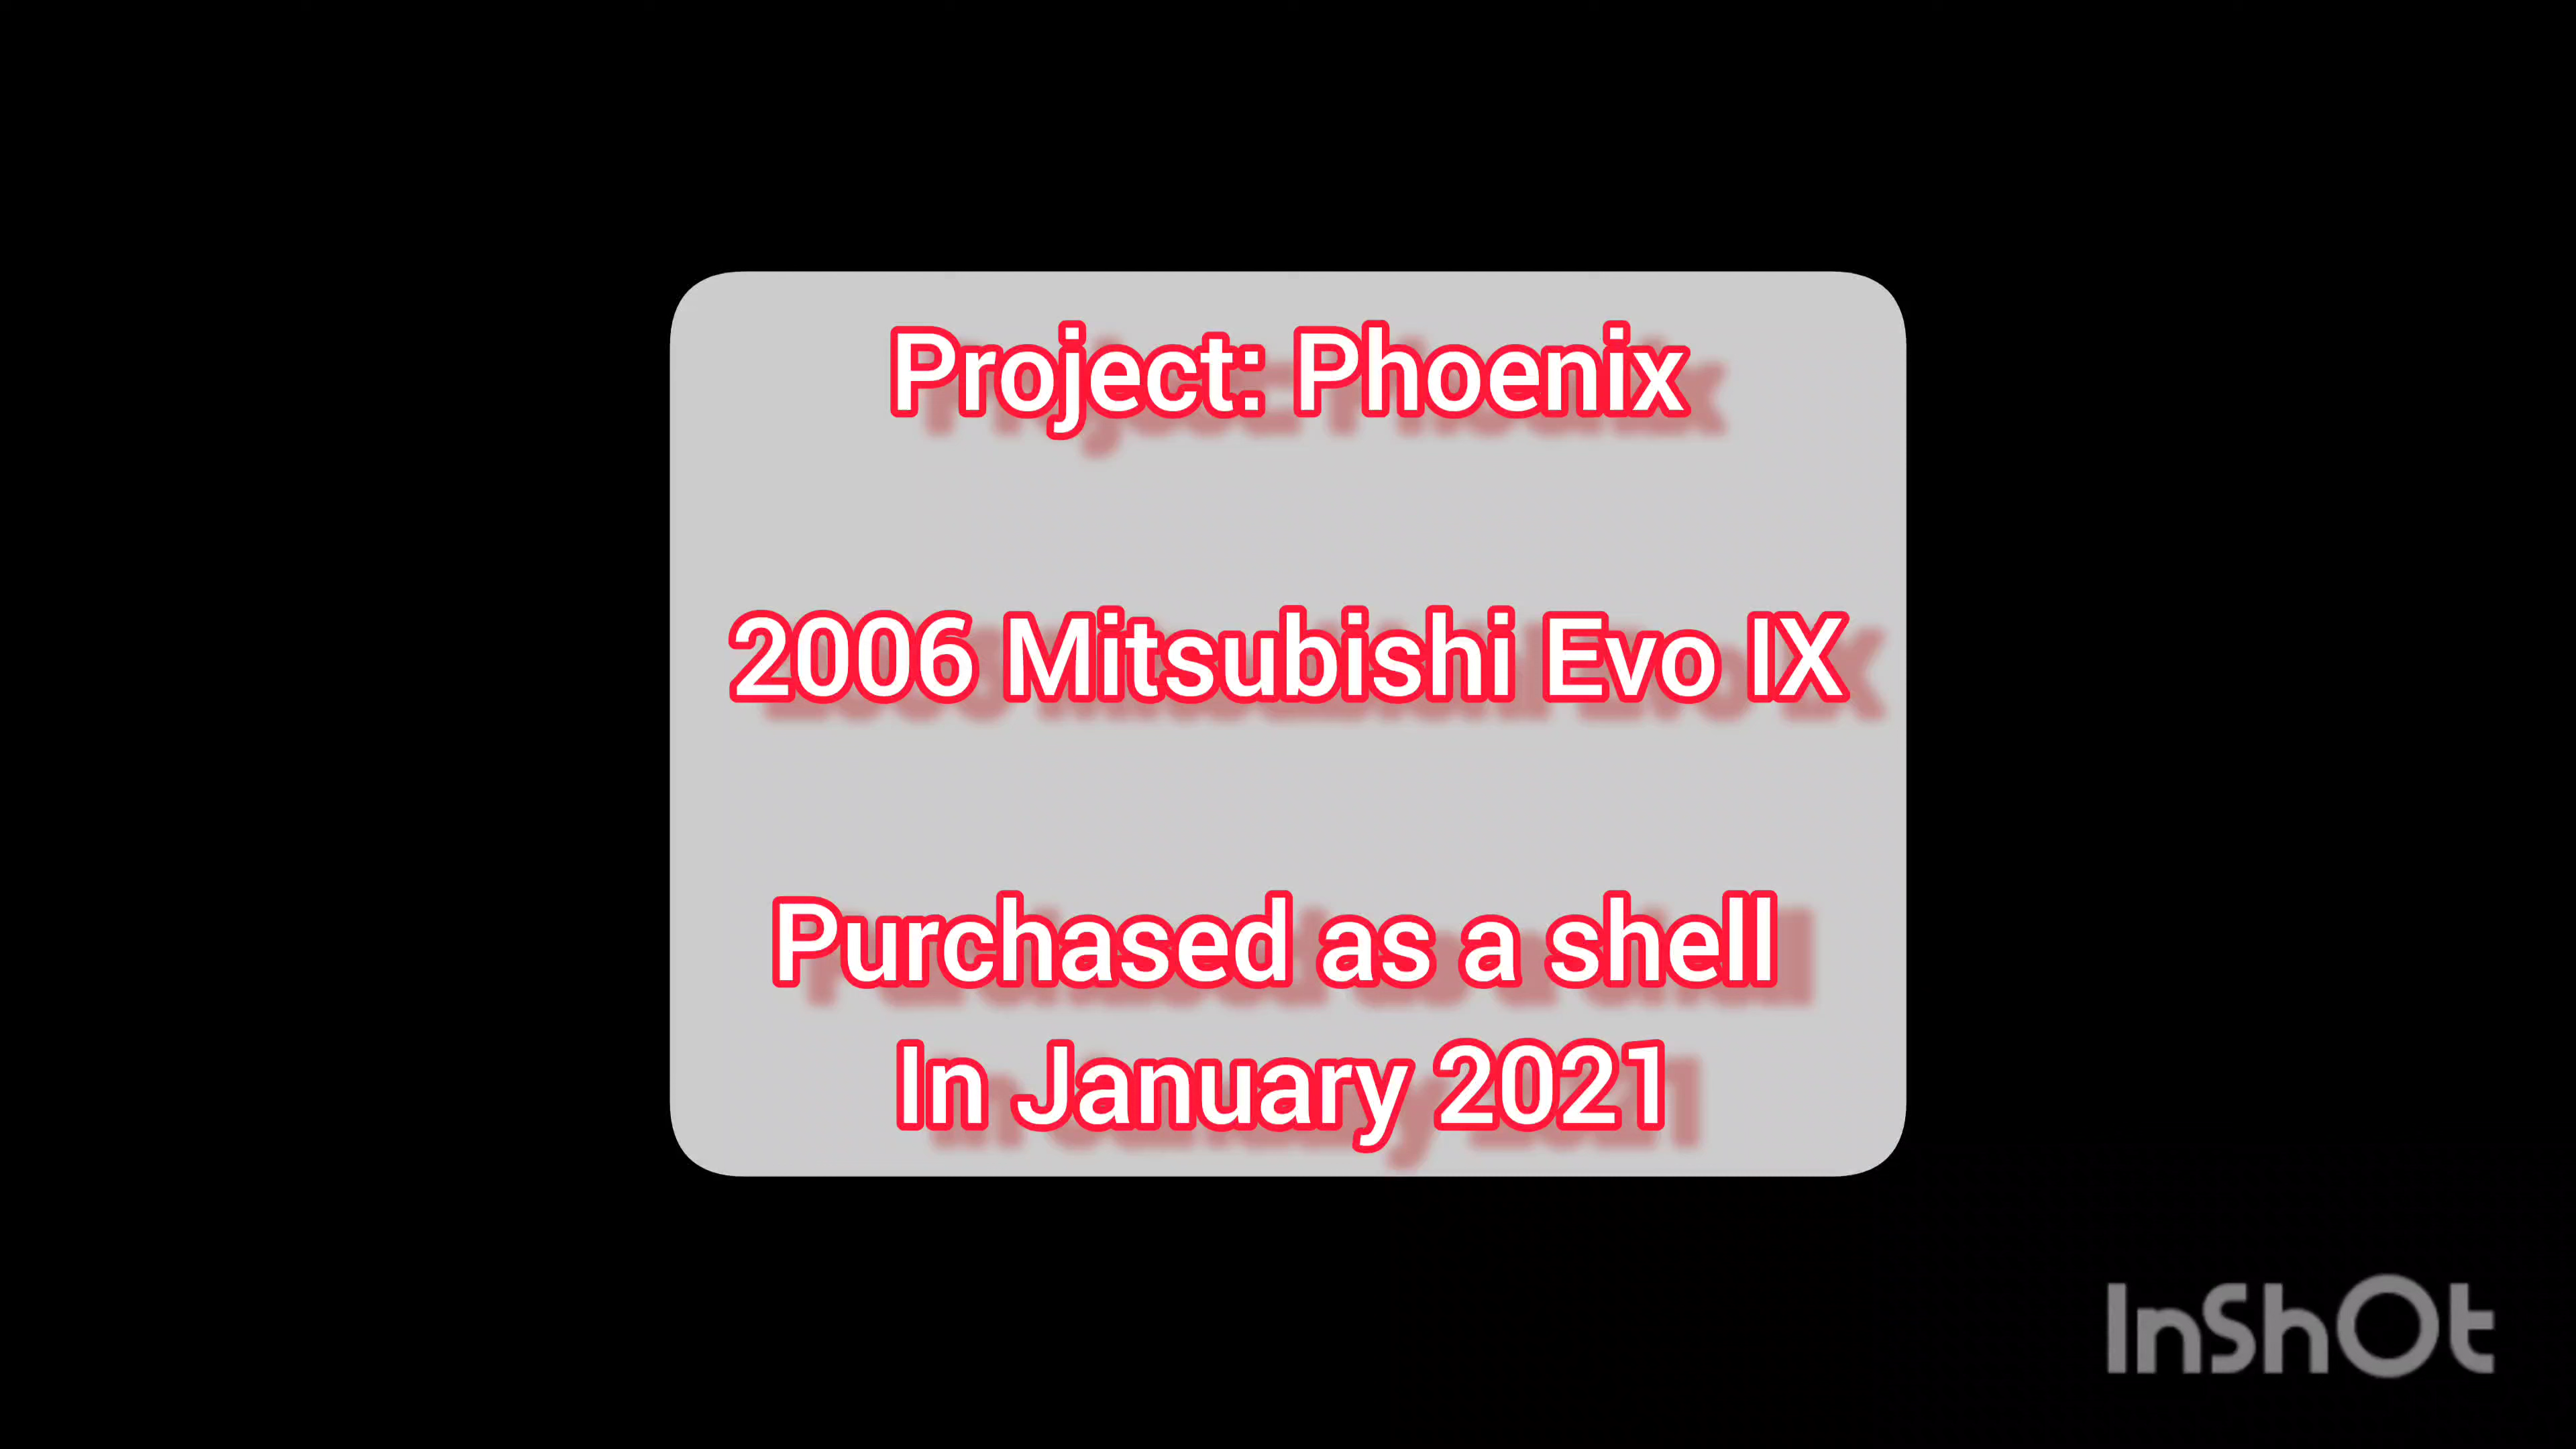 Project: Phoenix
2006 Mitsubishi Evo IX
Purchased as a shell
In January 2021
InShOt